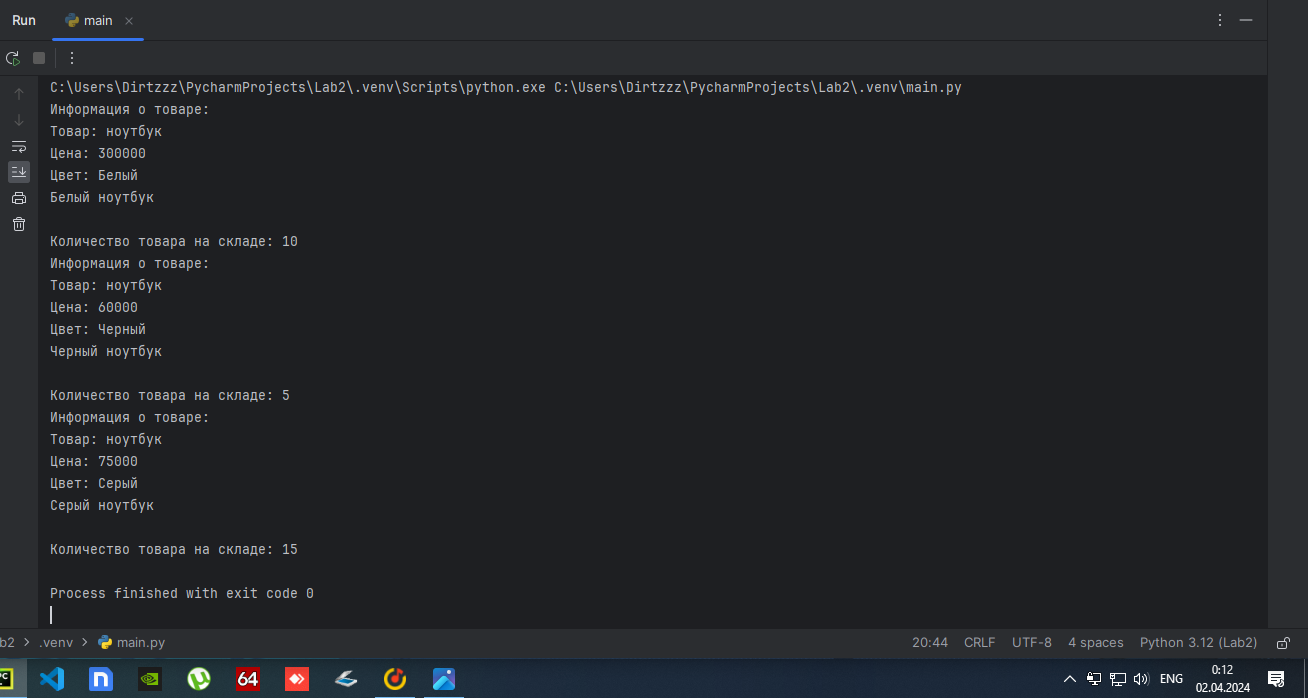 Run main
C:\Users\Dirtzzz\PycharmProjects\Lab2\.venv\Scripts\python.exe C:\Users\Dirtzzz\PycharmProjects\Lab2\.venv\main.py
Информация о товаре:
Товар: ноутбук
Цена: 300000
Цвет: Белый
Белый ноутбук
Количество товара на складе: 10
Информация о товаре:
Товар: ноутбук
Цена: 60000
Цвет: Черный
Черный ноутбук
Количество товара на складе: 5
Информация о товаре:
Товар: ноутбук
Цена: 75000
Цвет: Серый
Серый ноутбук
Количество товара на складе: 15
Process finished with exit code 0
b2 > .venv > main.py 20:44 CRLF UTF-8 4 spaces Python 3.12 (Lab2)
PC n 64 ENG 0:12
02.04.2024